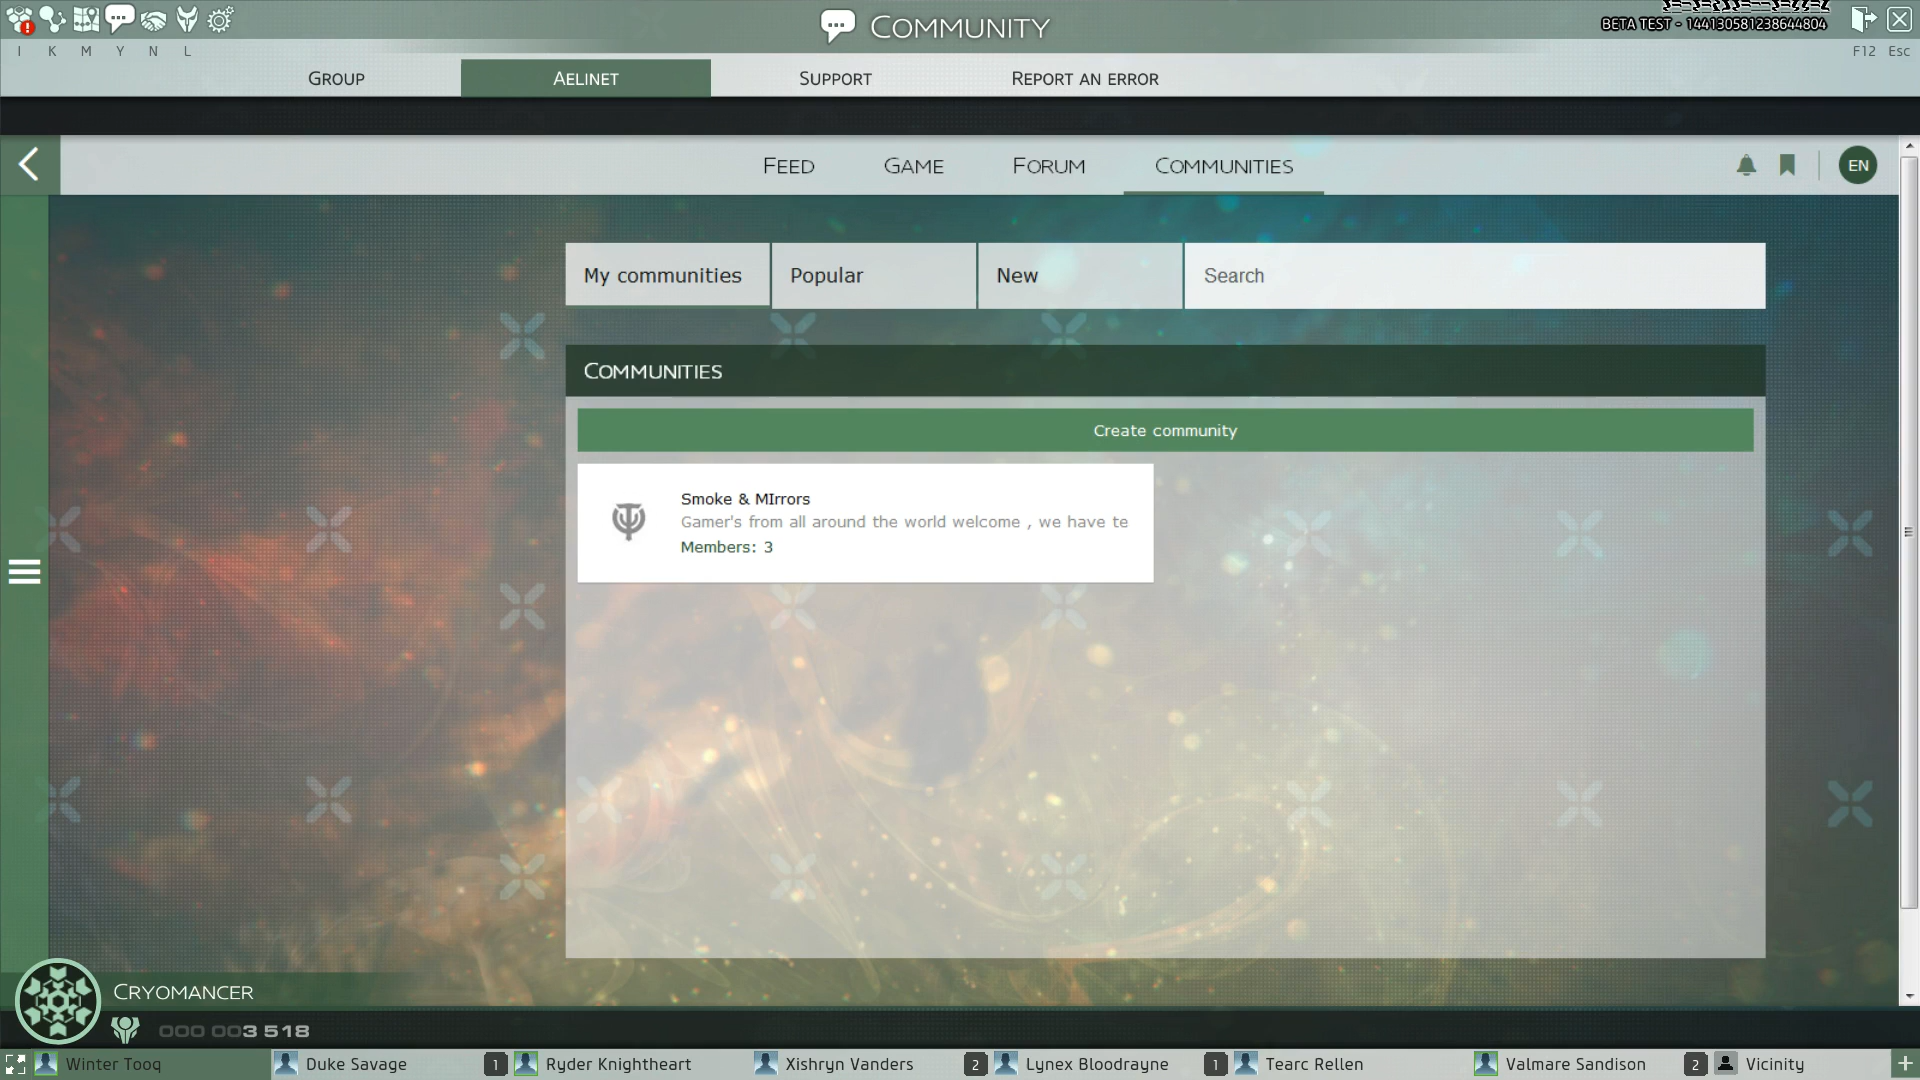 COMMUNITY
BETA TEST - 144130581238644804
I K M Y N L
F12 Esc
GROUP AELINET SUPPORT REPORT AN ERROR
FEED GAME FORUM COMMUNITIES
EN
My communities Popular New Search
COMMUNITIES
Create community
Smoke & MIrrors
Gamer's from all around the world welcome , we have te
Members: 3
CRYOMANCER
000 003 518
Winter Tooq Duke Savage 1 Ryder Knightheart Xishryn Vanders 2 Lynex Bloodrayne 1 Tearc Rellen Valmare Sandison 2 Vicinity